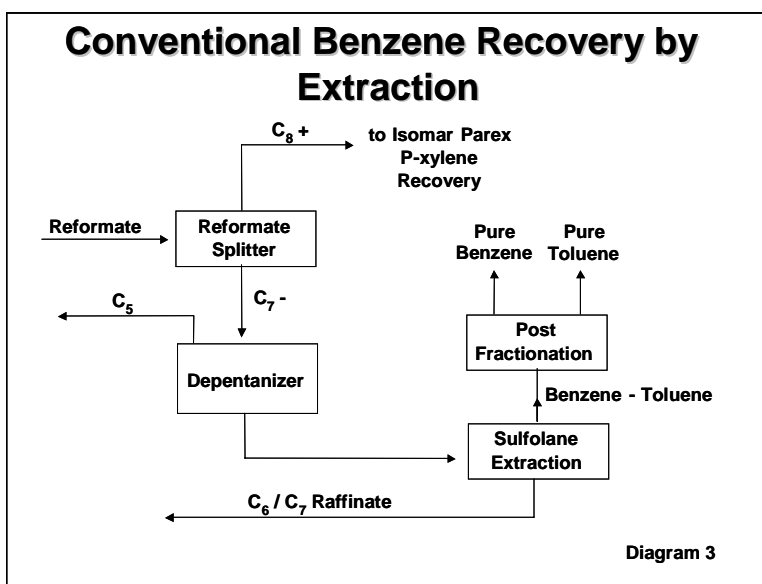 Conventional Benzene Recovery by
Extraction
C₈ +
to Isomar Parex
P-xylene
Recovery
Reformate
Reformate
Splitter
Pure
Benzene
Pure
Toluene
C₅
C₇ -
Post
Fractionation
Depentanizer
Benzene - Toluene
Sulfolane
Extraction
C₆ / C₇ Raffinate
Diagram 3